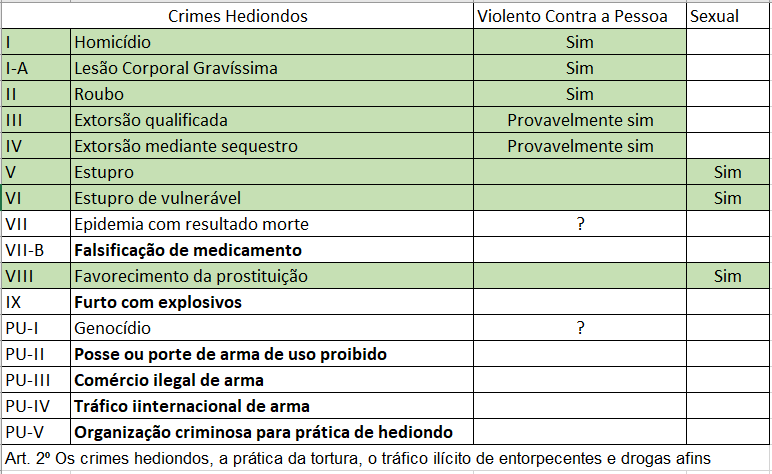 Crimes Hediondos Violento Contra a Pessoa Sexual
I Homicídio Sim
I-A Lesão Corporal Gravíssima Sim
II Roubo Sim
III Extorsão qualificada Provavelmente sim
IV Extorsão mediante sequestro Provavelmente sim
V Estupro Sim
VI Estupro de vulnerável Sim
VII Epidemia com resultado morte ?
VII-B Falsificação de medicamento
VIII Favorecimento da prostituição Sim
IX Furto com explosivos
PU-I Genocídio ?
PU-II Posse ou porte de arma de uso proibido
PU-III Comércio ilegal de arma
PU-IV Tráfico iinternacional de arma
PU-V Organização criminosa para prática de hediondo
Art. 2º Os crimes hediondos, a prática da tortura, o tráfico ilícito de entorpecentes e drogas afins